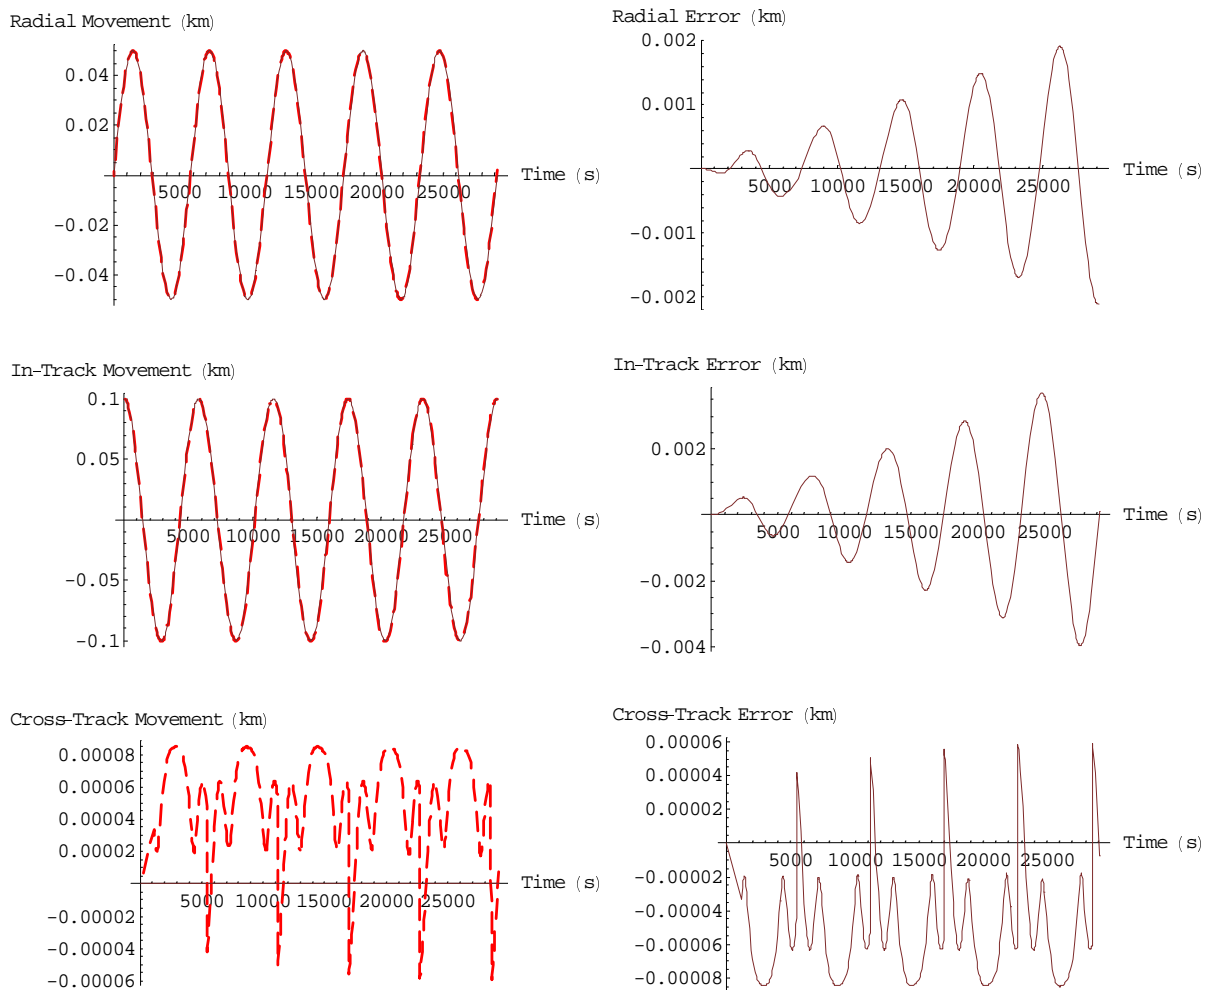 Radial Movement (km)
0.04
0.02
-0.02
-0.04
5000 10000 15000 20000 25000
Time (s)
Radial Error (km)
0.002
0.001
-0.001
-0.002
5000 10000 15000 20000 25000
Time (s)
In-Track Movement (km)
0.1
0.05
-0.05
-0.1
5000 10000 15000 20000 25000
Time (s)
In-Track Error (km)
0.002
-0.002
-0.004
5000 10000 15000 20000 25000
Time (s)
Cross-Track Movement (km)
0.00008
0.00006
0.00004
0.00002
-0.00002
-0.00004
-0.00006
5000 10000 15000 20000 25000
Time (s)
Cross-Track Error (km)
0.00006
0.00004
0.00002
-0.00002
-0.00004
-0.00006
-0.00008
5000 10000 15000 20000 25000
Time (s)